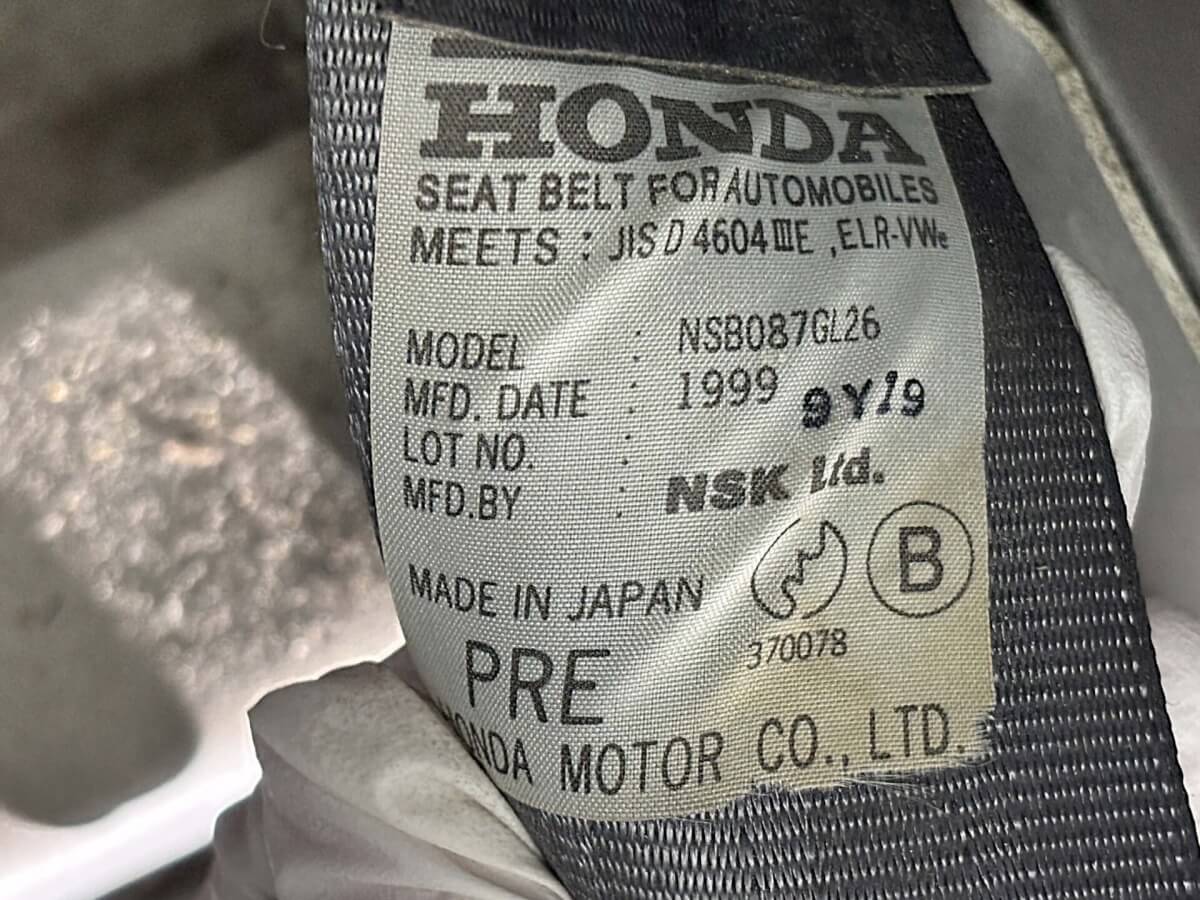 HONDA
SEAT BELT FOR AUTOMOBILES
MEETS : JIS D 4604 IIIE ,ELR-VWe
MODEL : NSB087GL26
MFD. DATE : 1999 9Y19
LOT NO. :
MFD.BY : NSK Ltd.
MADE IN JAPAN B
370078
PRE
HONDA MOTOR CO., LTD.